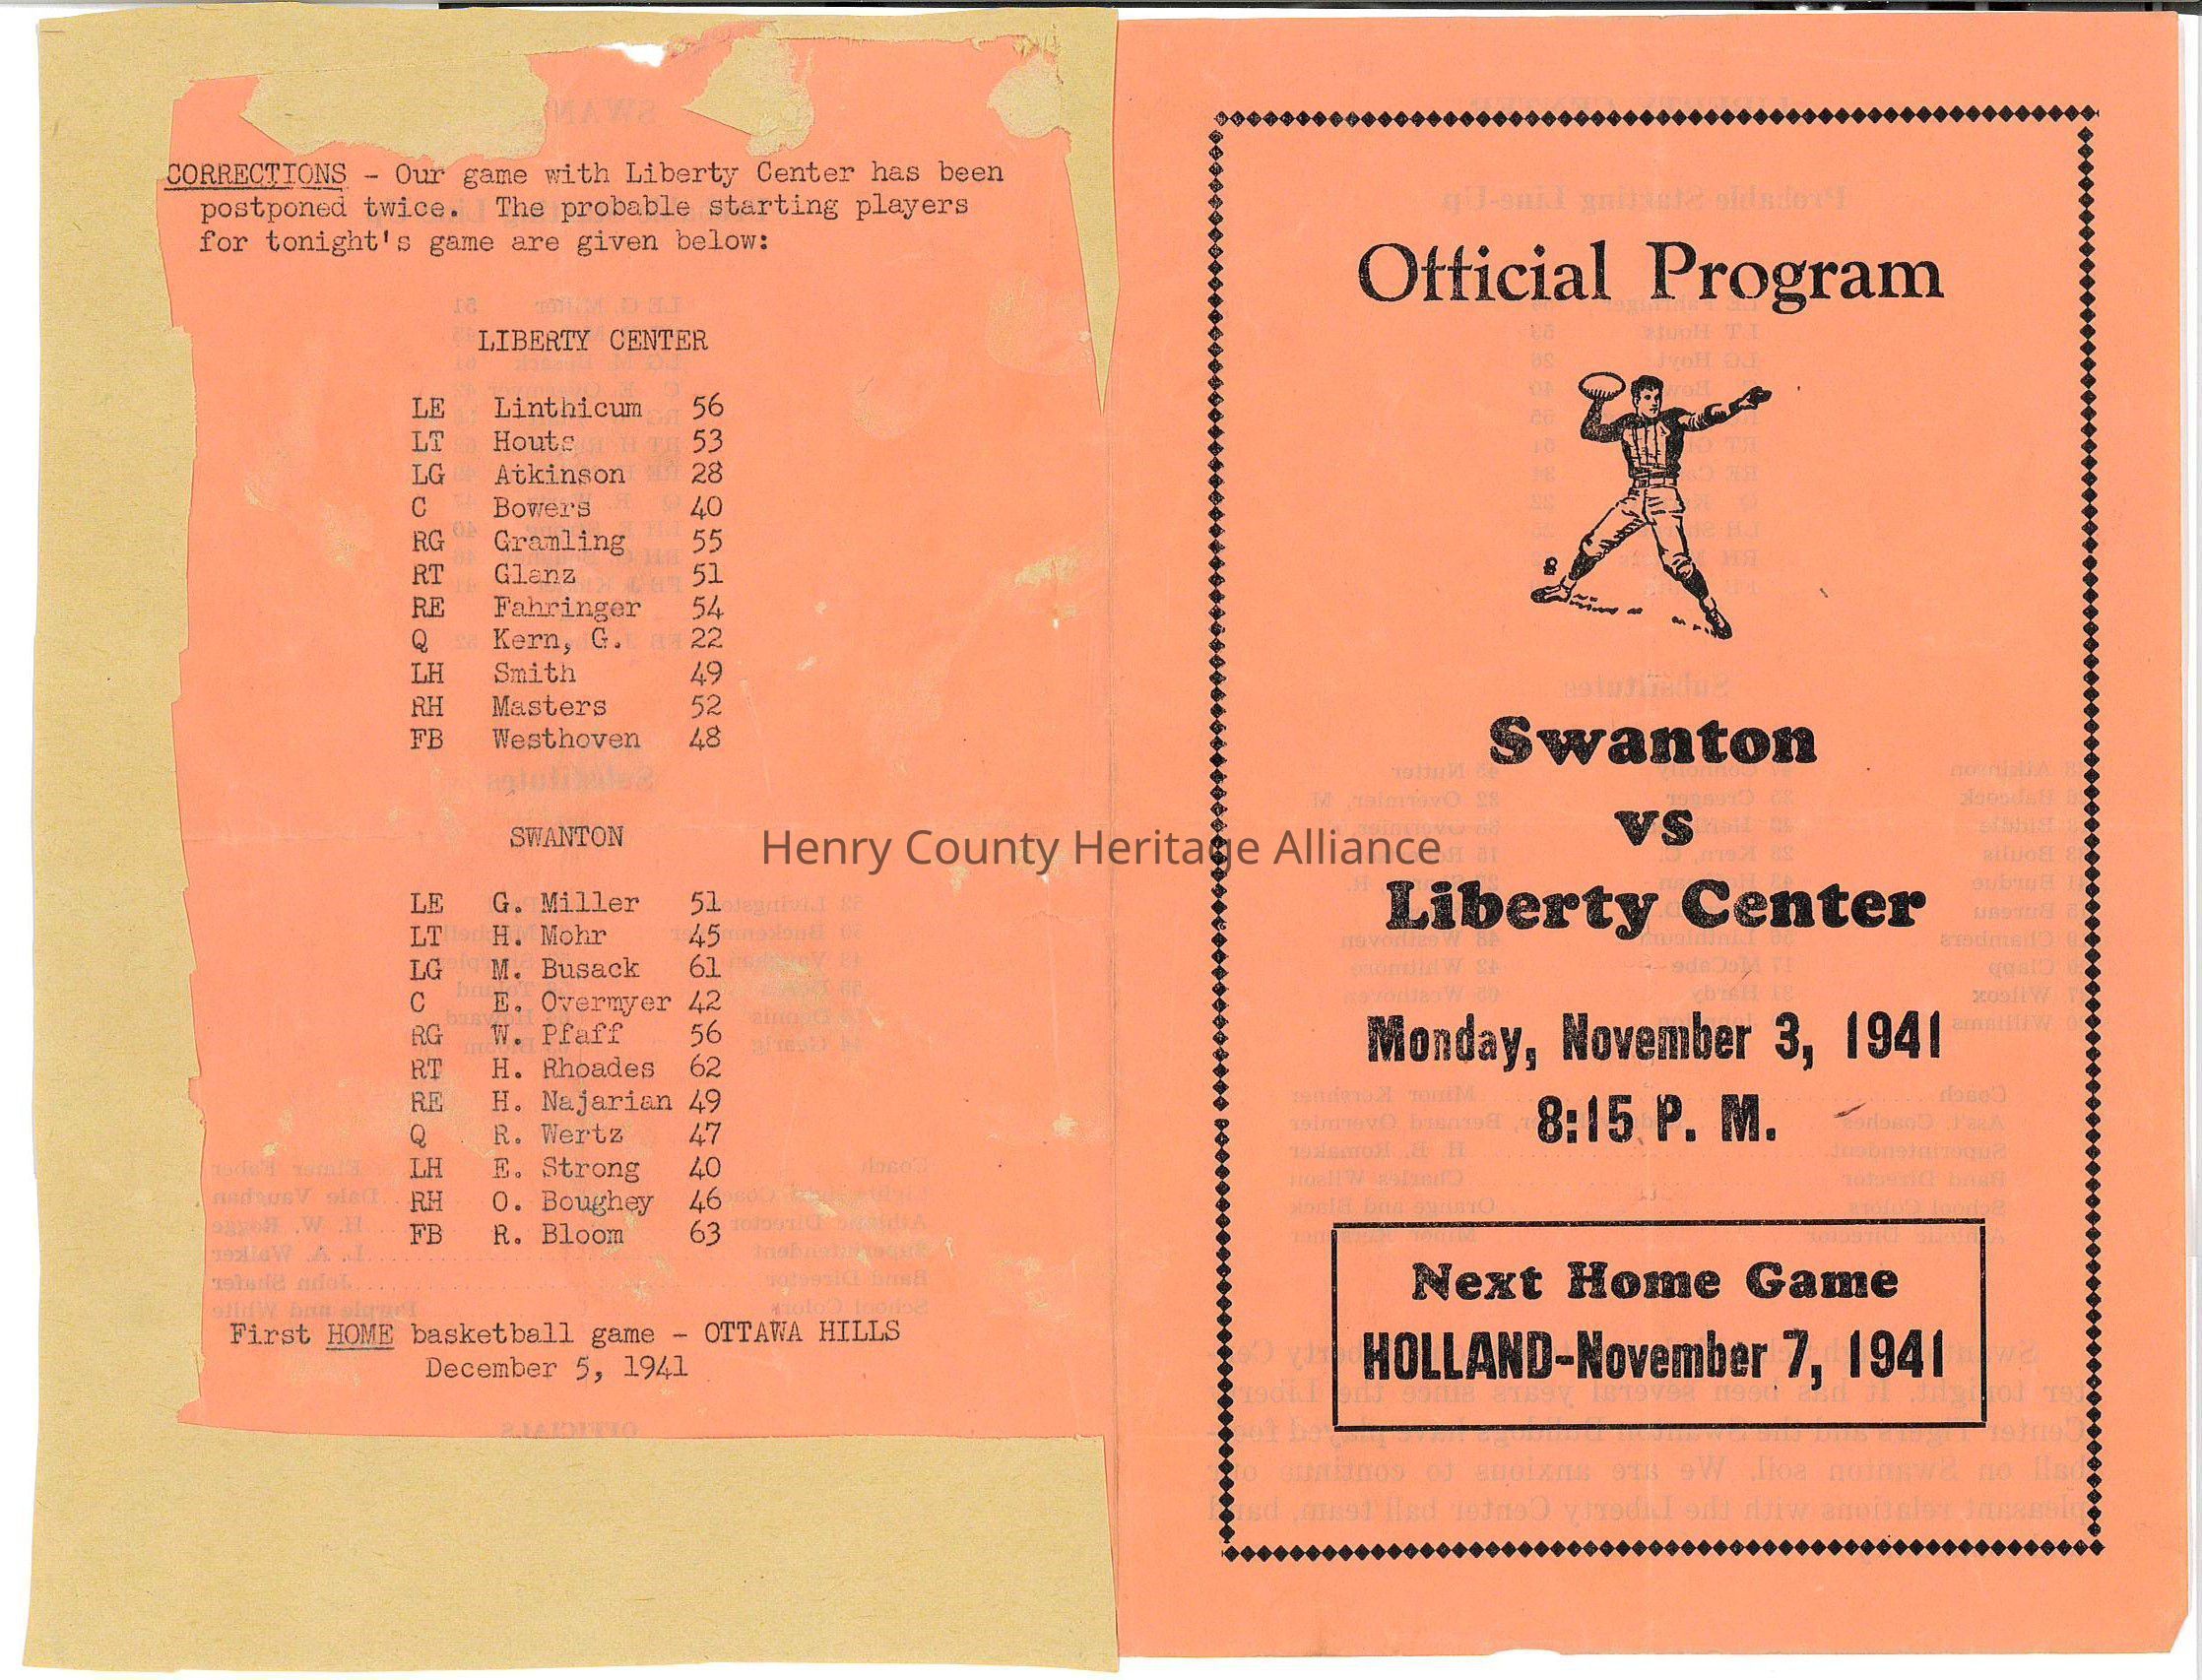 CORRECTIONS - Our game with Liberty Center has been
postponed twice. The probable starting players
for tonight's game are given below:
LIBERTY CENTER
LE Linthicum 56
LT Houts 53
LG Atkinson 28
C Bowers 40
RG Gramling 55
RT Glanz 51
RE Fahringer 54
Q Kern, G. 22
LH Smith 49
RH Masters 52
FB Westhoven 48
SWANTON
LE G. Miller 51
LT H. Mohr 45
LG M. Busack 61
C E. Overmyer 42
RG W. Pfaff 56
RT H. Rhoades 62
RE H. Najarian 49
Q R. Wertz 47
LH E. Strong 40
RH O. Boughey 46
FB R. Bloom 63
First HOME basketball game - OTTAWA HILLS
December 5, 1941
Official Program
Swanton
vs
Liberty Center
Monday, November 3, 1941
8:15 P. M.
Next Home Game
HOLLAND-November 7, 1941
Henry County Heritage Alliance